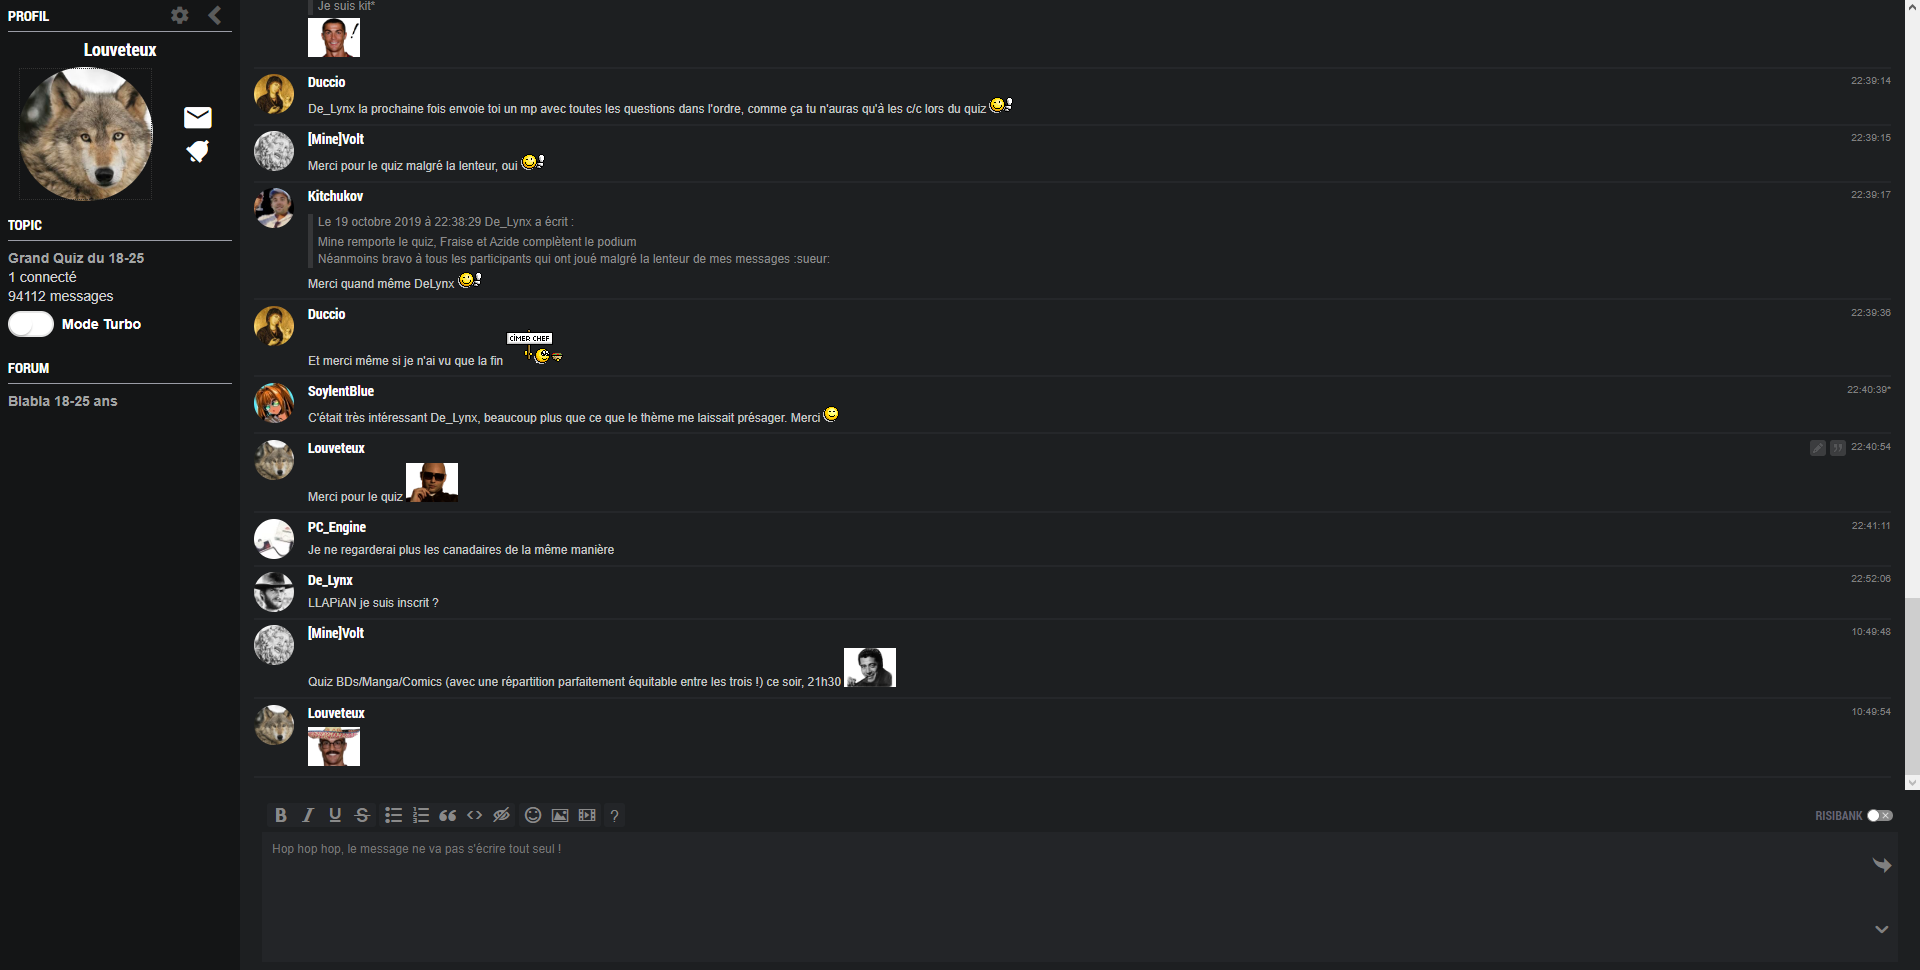 PROFIL
Louveteux
TOPIC
Grand Quiz du 18-25
1 connecté
94112 messages
Mode Turbo
FORUM
Blabla 18-25 ans
Je suis kit*
Duccio
22:39:14
De_Lynx la prochaine fois envoie toi un mp avec toutes les questions dans l'ordre, comme ça tu n'auras qu'à les c/c lors du quiz
[Mine]Volt
22:39:15
Merci pour le quiz malgré la lenteur, oui
Kitchukov
22:39:17
Le 19 octobre 2019 à 22:38:29 De_Lynx a écrit :
Mine remporte le quiz, Fraise et Azide complètent le podium
Néanmoins bravo à tous les participants qui ont joué malgré la lenteur de mes messages :sueur:
Merci quand même DeLynx
Duccio
22:39:36
CIMER CHEF
Et merci même si je n'ai vu que la fin
SoylentBlue
22:40:39*
C'était très intéressant De_Lynx, beaucoup plus que ce que le thème me laissait présager. Merci
Louveteux
22:40:54
Merci pour le quiz
PC_Engine
22:41:11
Je ne regarderai plus les canadaires de la même manière
De_Lynx
22:52:06
LLAPiAN je suis inscrit ?
[Mine]Volt
10:49:48
Quiz BDs/Manga/Comics (avec une répartition parfaitement équitable entre les trois !) ce soir, 21h30
Louveteux
10:49:54
B I U S ?
RISIBANK
Hop hop hop, le message ne va pas s'écrire tout seul !